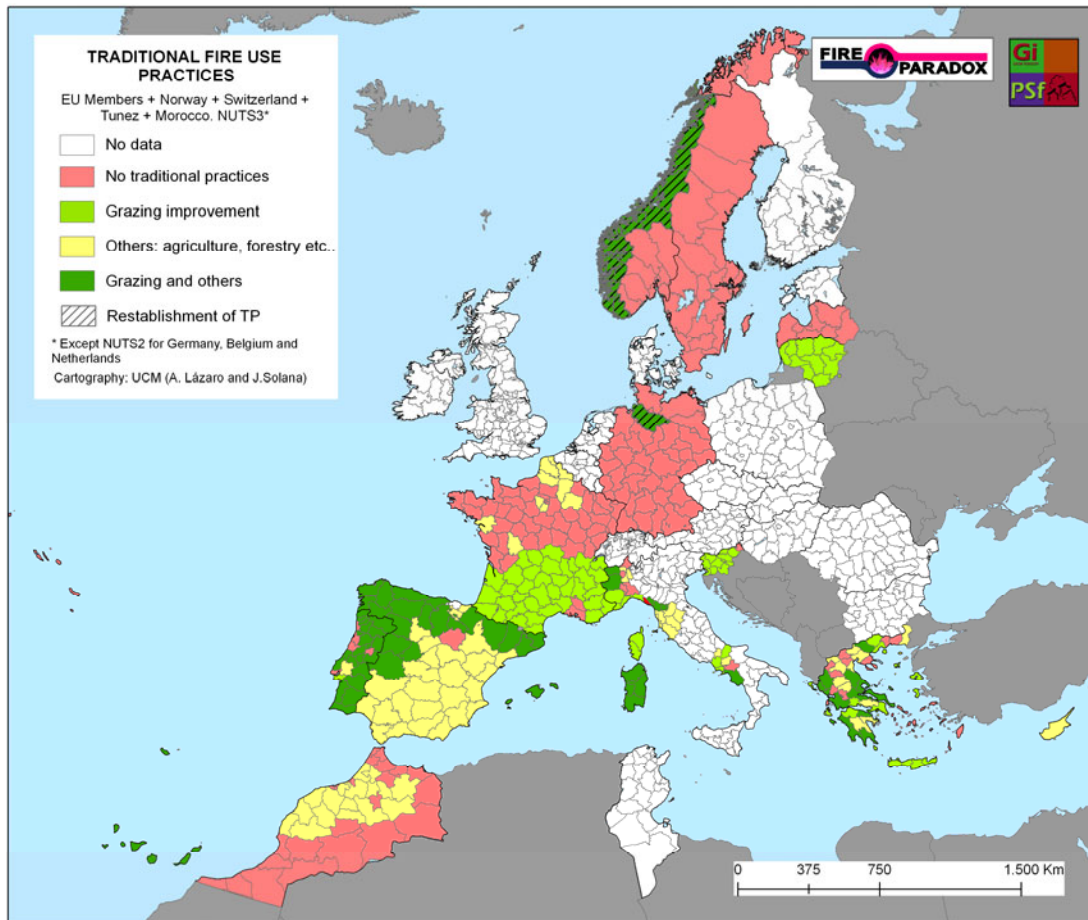 TRADITIONAL FIRE USE
PRACTICES
EU Members + Norway + Switzerland +
Tunez + Morocco. NUTS3*
No data
No traditional practices
Grazing improvement
Others: agriculture, forestry etc..
Grazing and others
Restablishment of TP
* Except NUTS2 for Germany, Belgium and
Netherlands
Cartography: UCM (A. Lázaro and J.Solana)
FIRE
PARADOX
Gi
PSf
0 375 750 1.500 Km